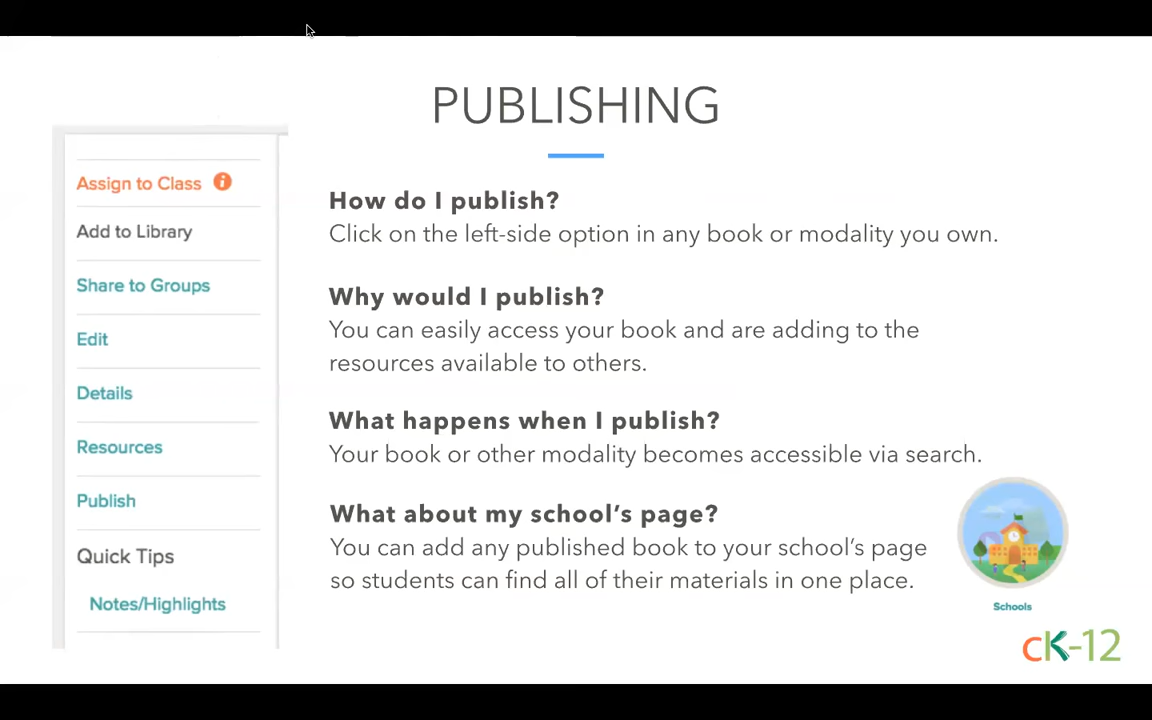 PUBLISHING
Assign to Class i
Add to Library
Share to Groups
Edit
Details
Resources
Publish
Quick Tips
Notes/Highlights
How do I publish?
Click on the left-side option in any book or modality you own.
Why would I publish?
You can easily access your book and are adding to the
resources available to others.
What happens when I publish?
Your book or other modality becomes accessible via search.
What about my school’s page?
You can add any published book to your school’s page
so students can find all of their materials in one place.
Schools
cK-12